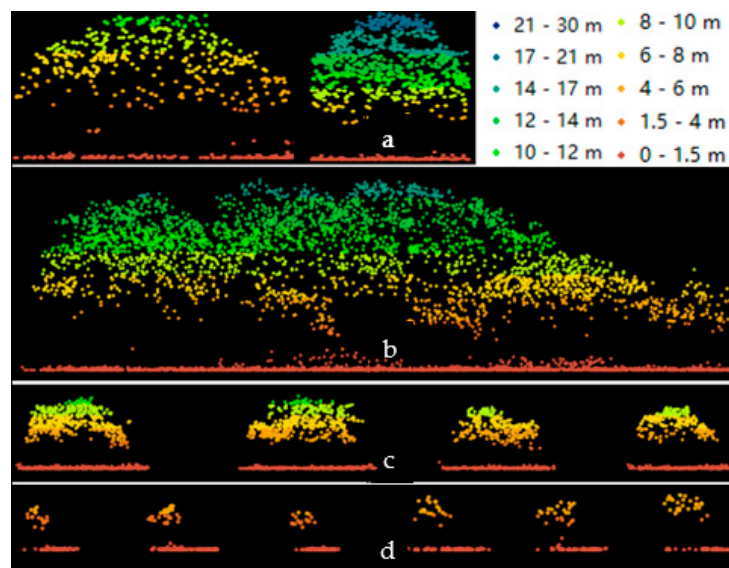 21 - 30 m
8 - 10 m
17 - 21 m
6 - 8 m
14 - 17 m
4 - 6 m
12 - 14 m
1.5 - 4 m
10 - 12 m
0 - 1.5 m
a
b
c
d